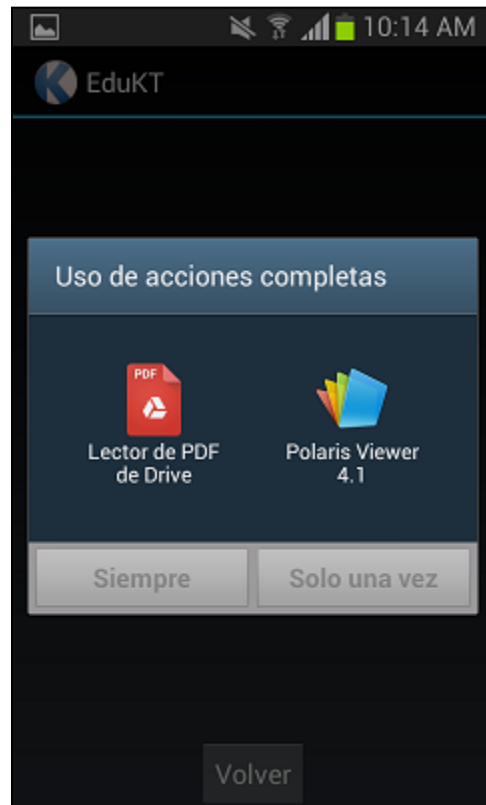 10:14 AM
EduKT
Uso de acciones completas
PDF
Lector de PDF
de Drive
Polaris Viewer
4.1
Siempre
Solo una vez
Volver